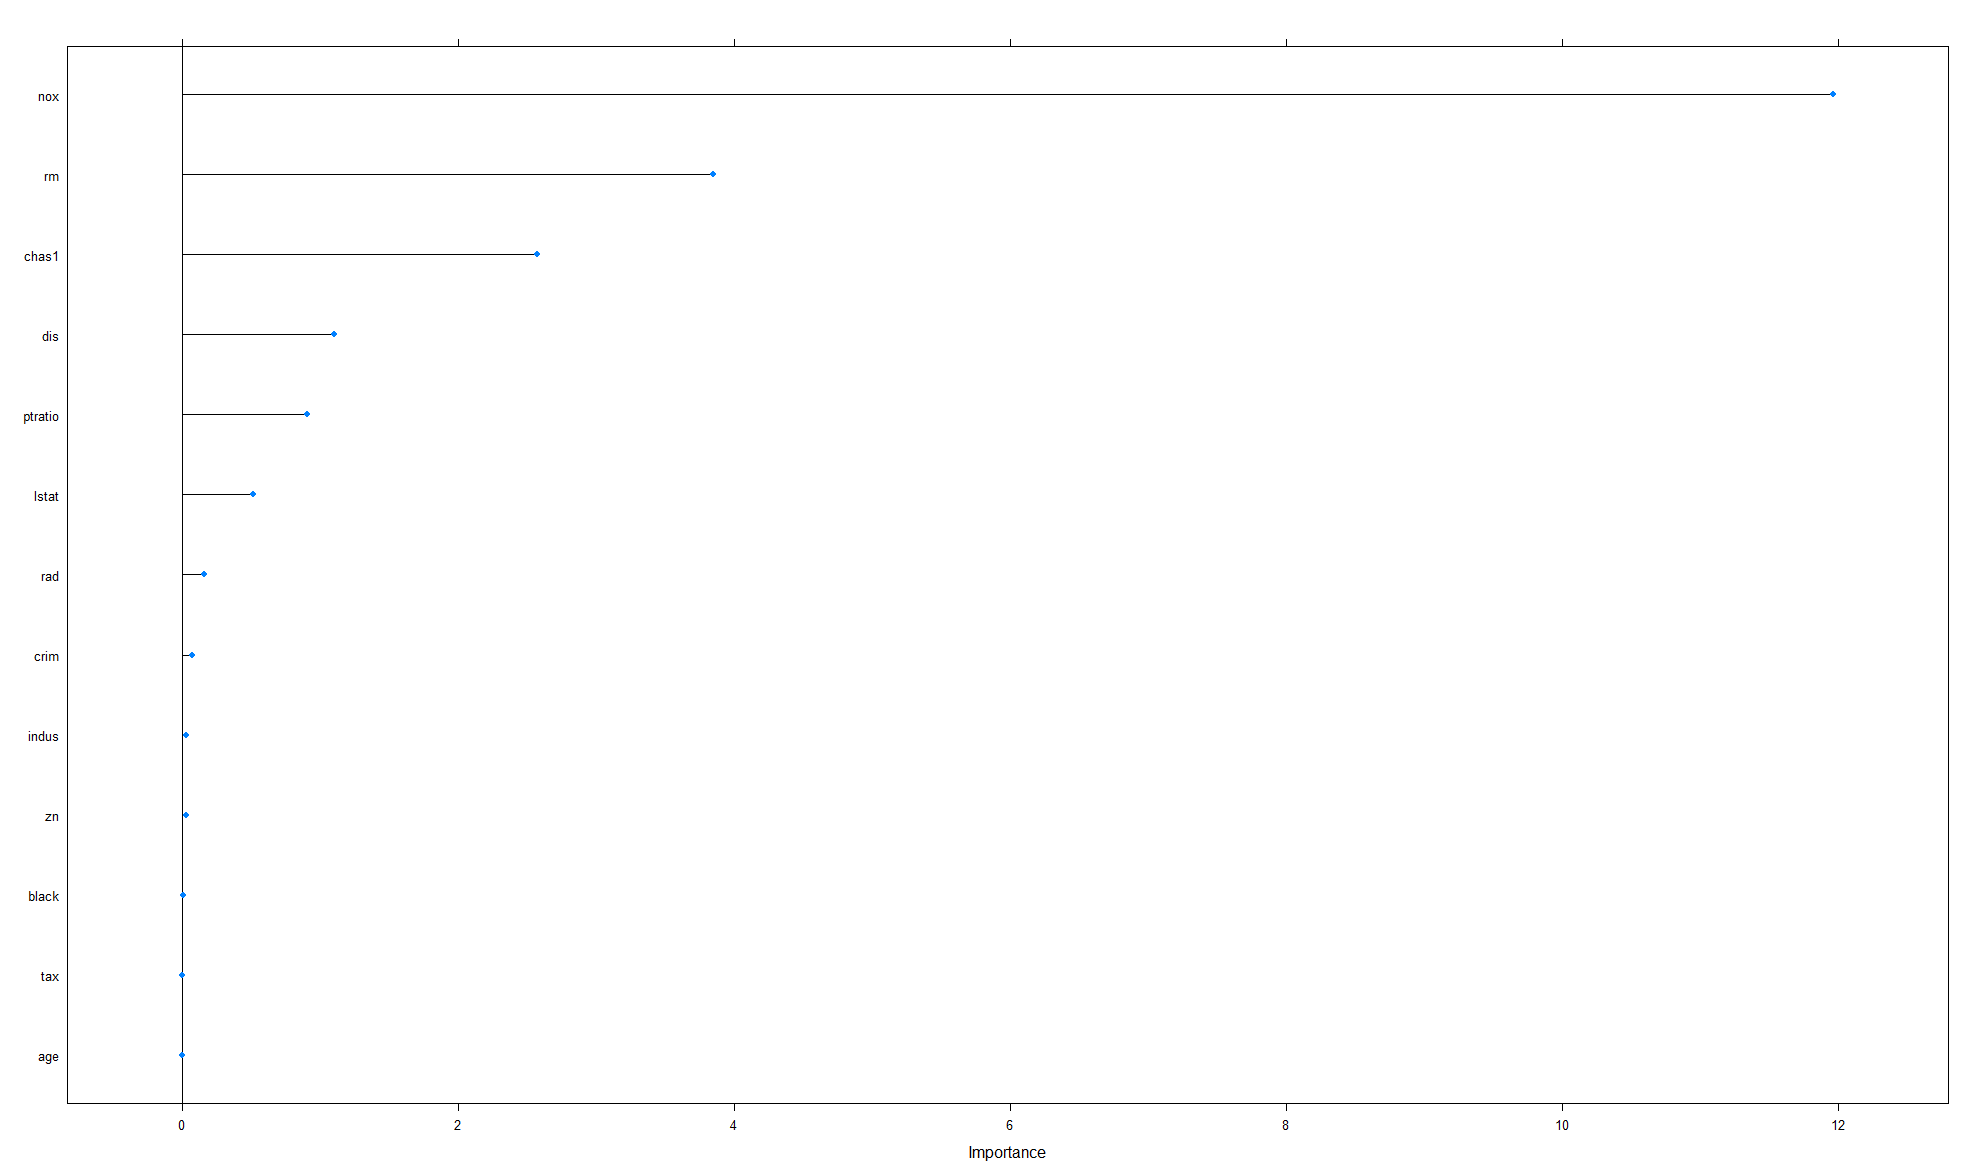 nox
rm
chas1
dis
ptratio
lstat
rad
crim
indus
zn
black
tax
age
0 2 4 6 8 10 12
Importance